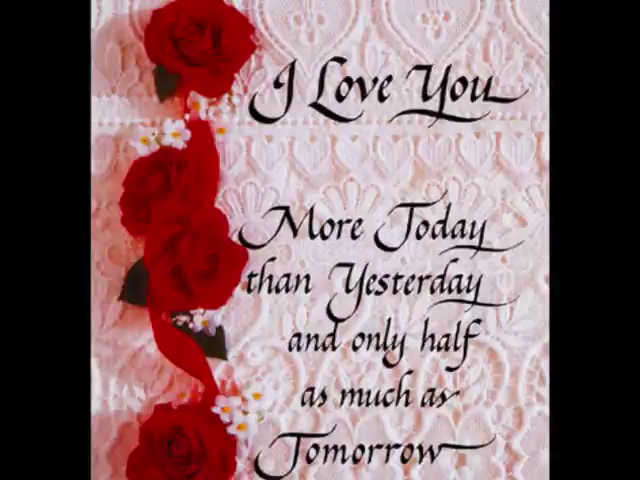 I Love You
More Today
than Yesterday
and only half
as much as
Tomorrow